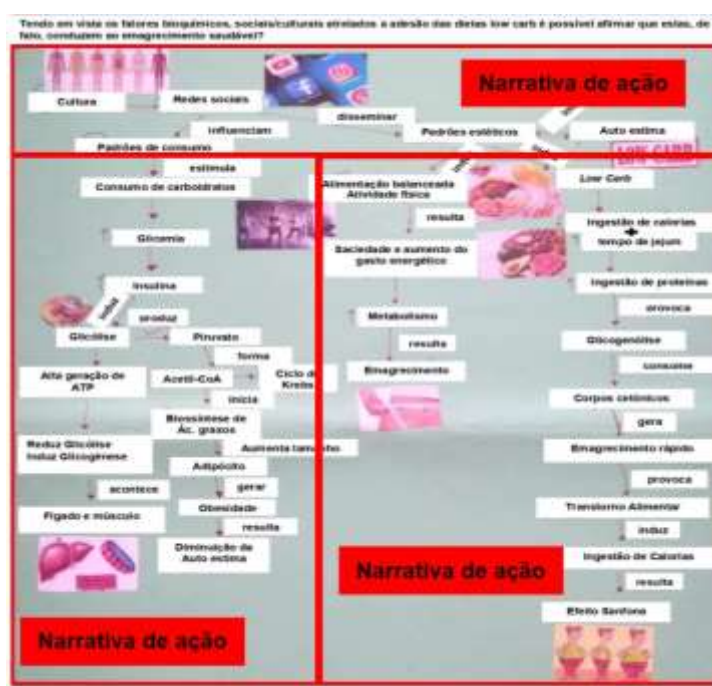 Tendo em vista os fatores bioquímicos, sociais/culturais atrelados a adesão das dietas low carb é possível afirmar que estas, de
fato, conduzem ao emagrecimento saudável?
Narrativa de ação
Cultura
Redes sociais
disseminar
influenciam
Padrões estéticos
Auto estima
Padrões de consumo
LOW CARB
estimula
Consumo de carboidratos
Glicemia
Insulina
produz
Glicólise
Piruvato
forma
Alta geração de
ATP
Acetil-CoA
Ciclo de
Krebs
inicia
Biossíntese de
Ác. graxos
Reduz Glicólise
Induz Glicogênese
Aumenta tamanho
Adipócito
acontece
gerar
Obesidade
Fígado e músculo
resulta
Diminuição da
Auto estima
Narrativa de ação
Alimentação balanceada
Atividade física
resulta
Saciedade e aumento do
gasto energético
Metabolismo
resulta
Emagrecimento
Low Carb
Ingestão de calorias
tempo de jejum
Ingestão de proteínas
provoca
Glicogenólise
consome
Corpos cetônicos
gera
Emagrecimento rápido
provoca
Transtorno Alimentar
induz
Ingestão de Calorias
resulta
Efeito Sanfona
Narrativa de ação